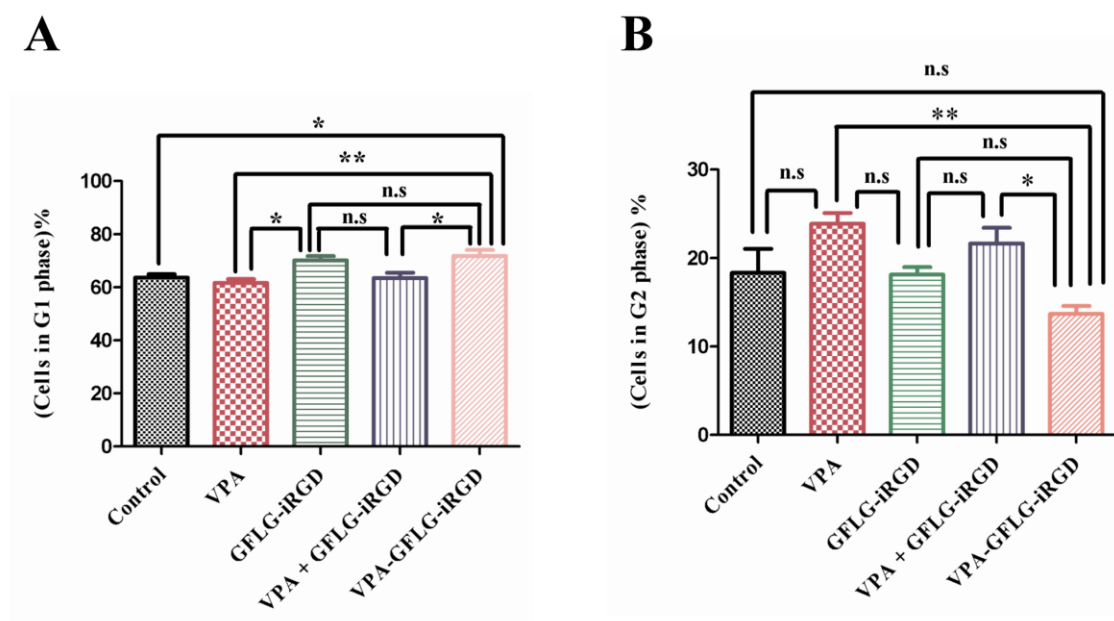 A
*
**
n.s
*
n.s
*
100
80
60
40
20
0
(Cells in G1 phase)%
Control
VPA
GFLG-iRGD
VPA + GFLG-iRGD
VPA-GFLG-iRGD
B
n.s
**
n.s
n.s
n.s
n.s
*
30
20
10
0
(Cells in G2 phase) %
Control
VPA
GFLG-iRGD
VPA + GFLG-iRGD
VPA-GFLG-iRGD